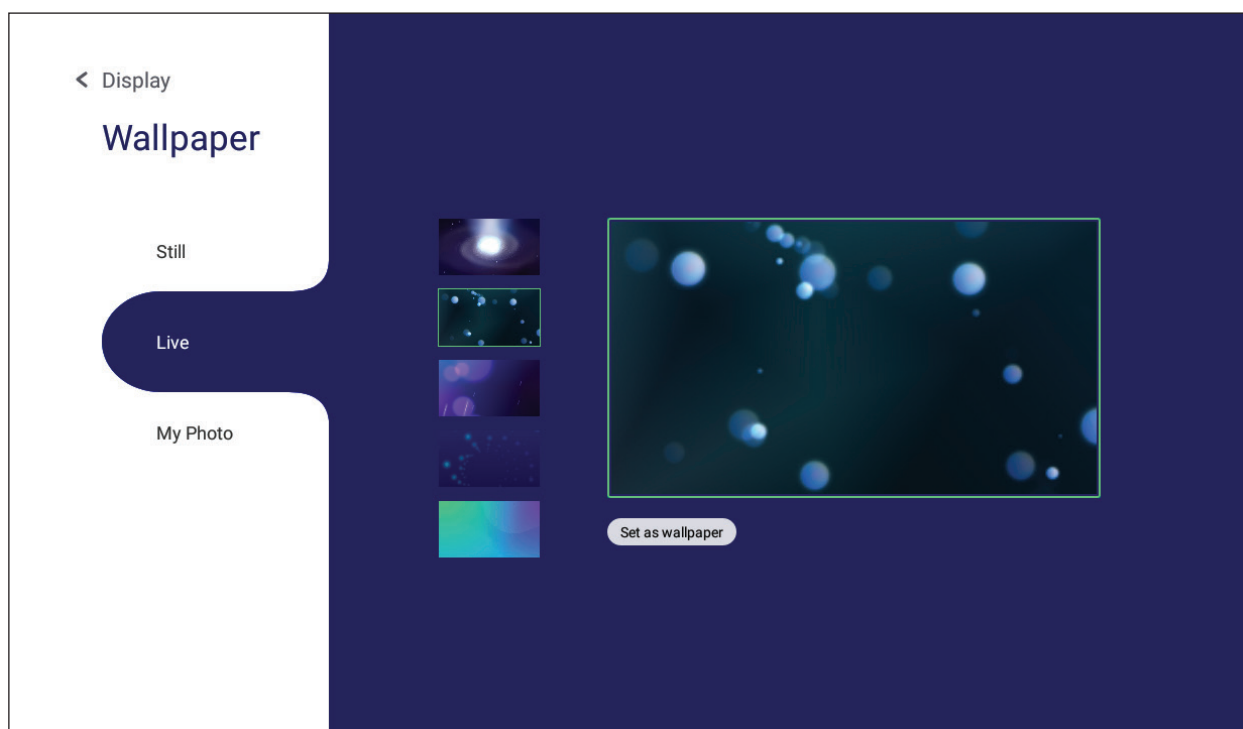 Display
Wallpaper
Still
Live
My Photo
Set as wallpaper